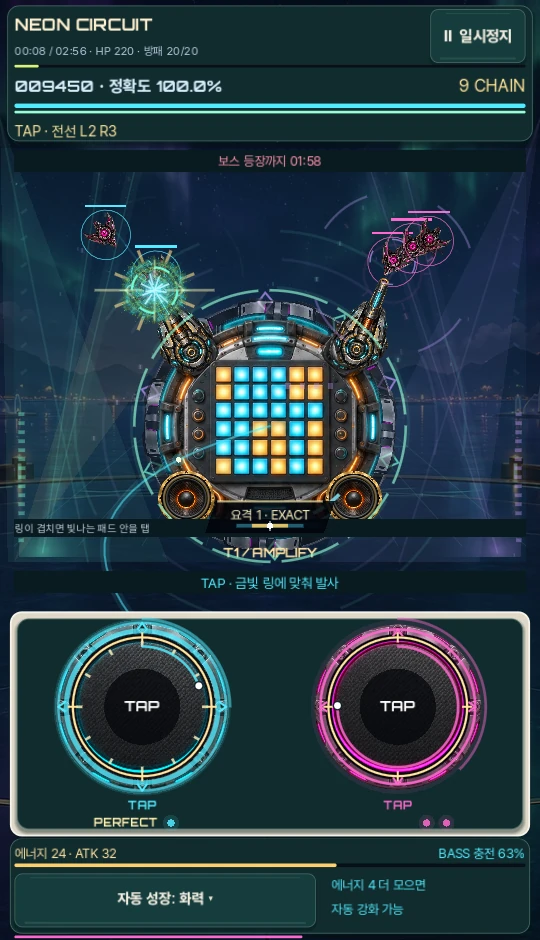 NEON CIRCUIT
II 일시정지
00:08 / 02:56 · HP 220 · 방패 20/20
009450 · 정확도 100.0%
9 CHAIN
TAP · 전선 L2 R3
보스 등장까지 01:58
요격 1 · EXACT
링이 겹치면 빛나는 패드 안을 탭
T1 / AMPLIFY
TAP · 금빛 링에 맞춰 발사
TAP
TAP
TAP
TAP
PERFECT
에너지 24 · ATK 32
BASS 충전 63%
자동 성장: 화력 ▾
에너지 4 더 모으면
자동 강화 가능